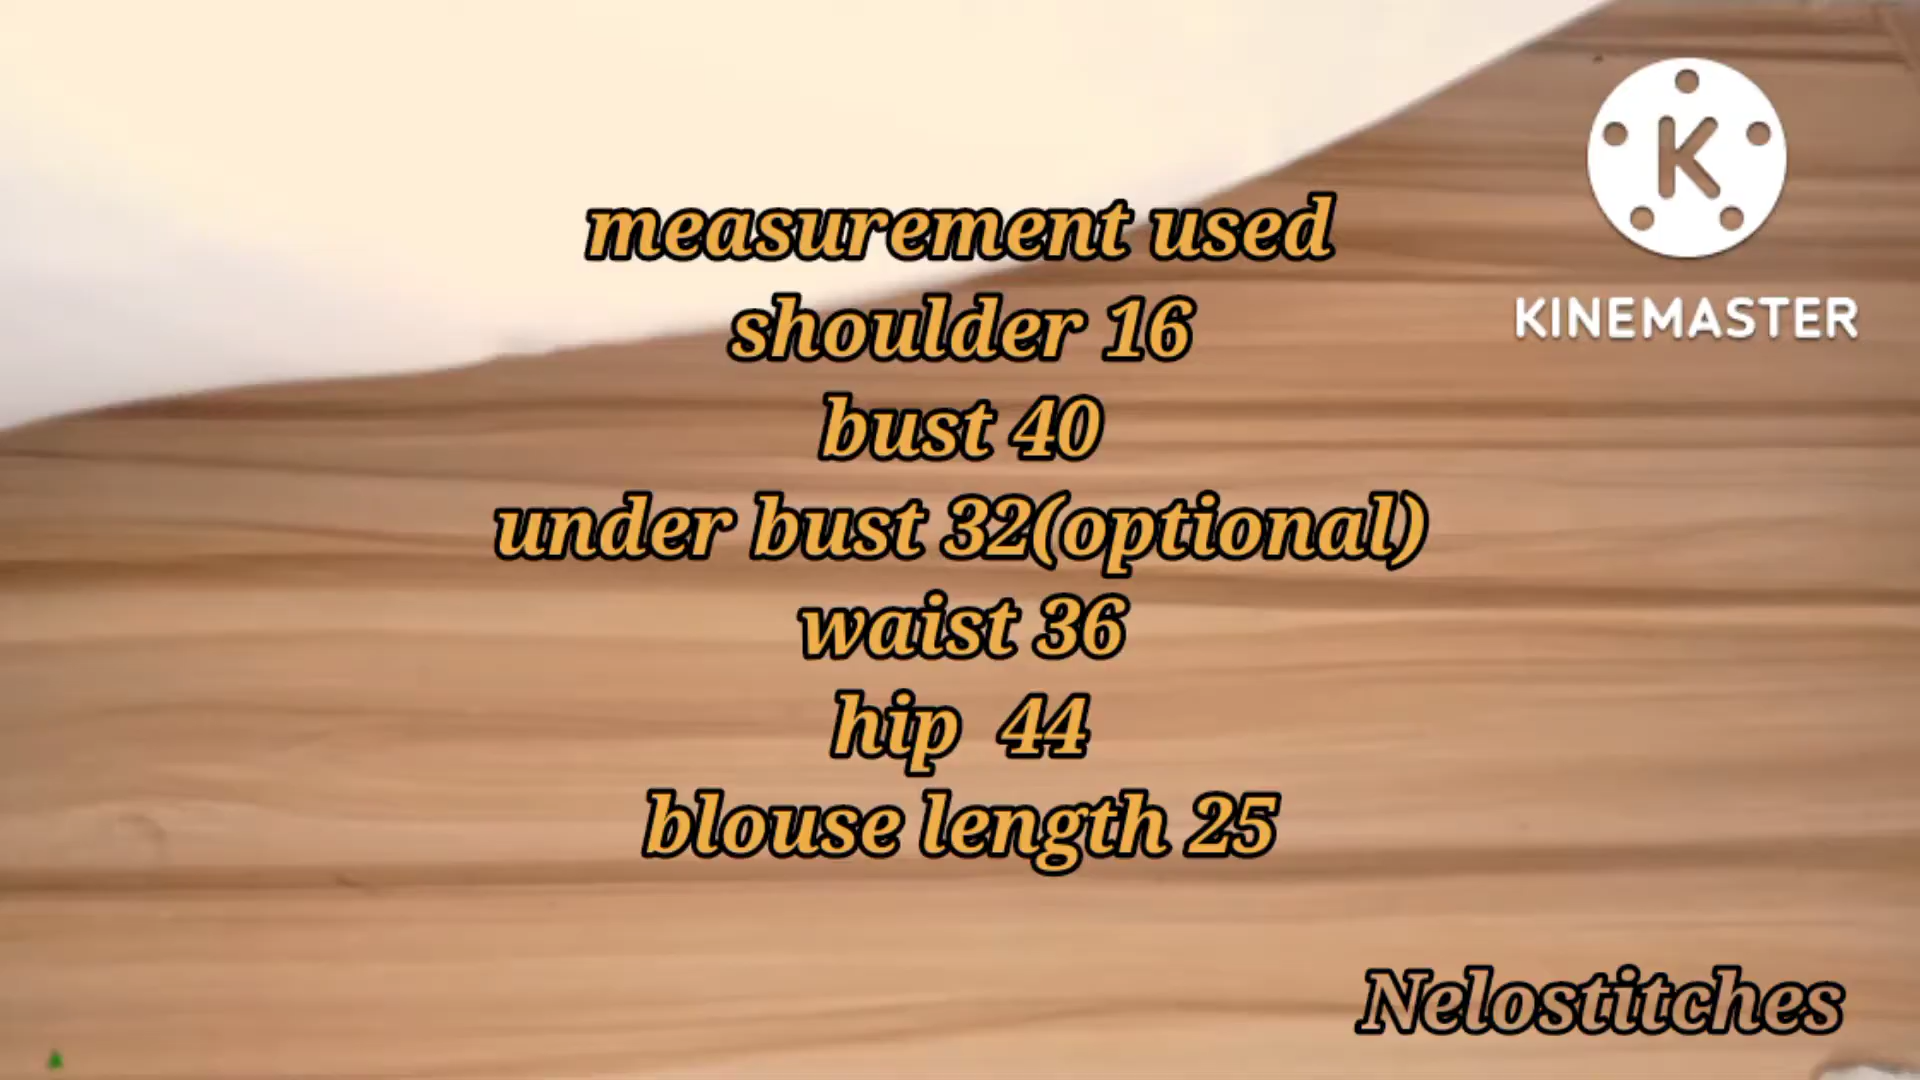 measurement used
shoulder 16
bust 40
under bust 32(optional)
waist 36
hip  44
blouse length 25
K
KINEMASTER
Nelostitches